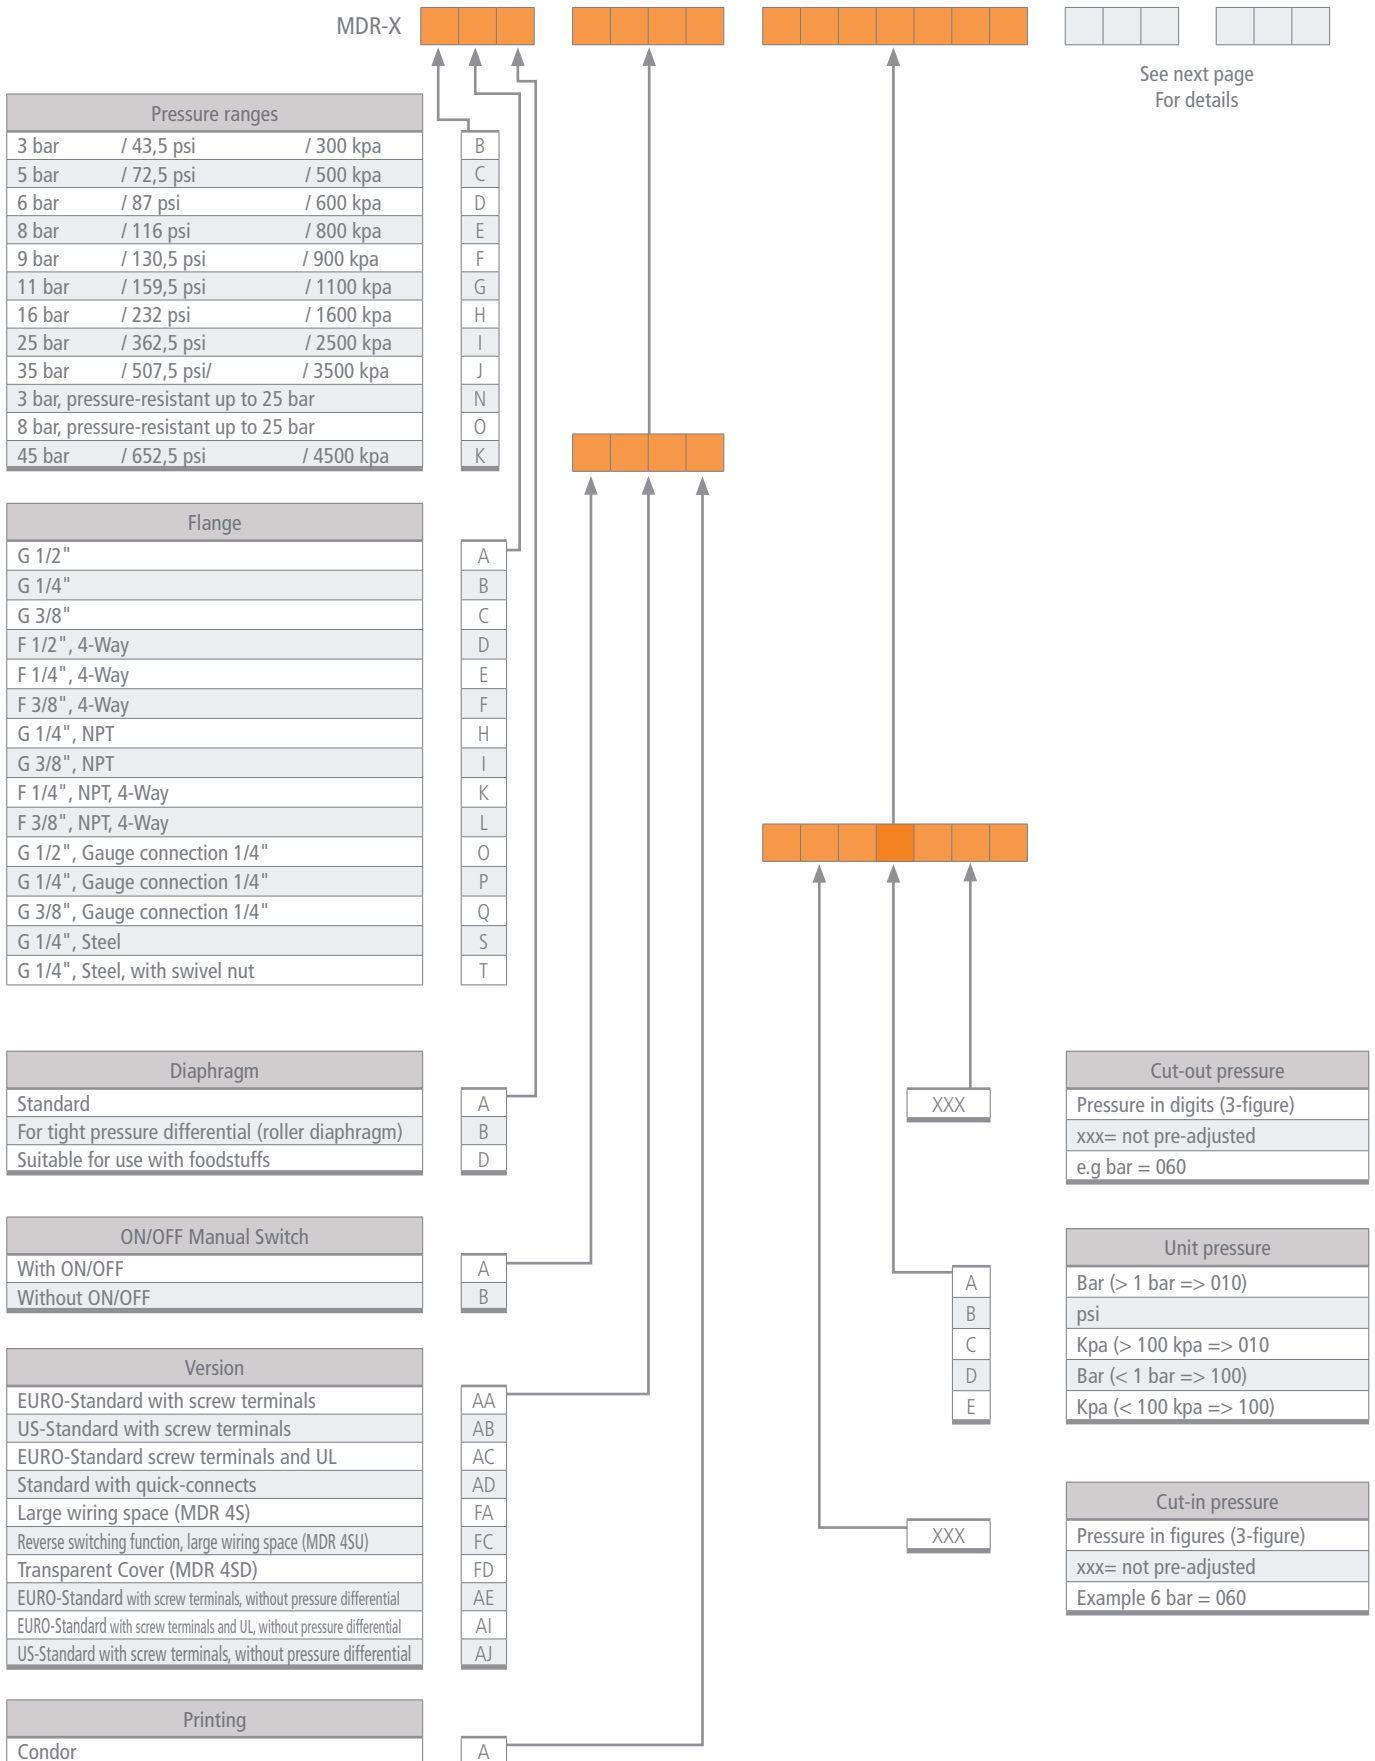 MDR-X
See next page
For details
Pressure ranges
3 bar / 43,5 psi / 300 kpa B
5 bar / 72,5 psi / 500 kpa C
6 bar / 87 psi / 600 kpa D
8 bar / 116 psi / 800 kpa E
9 bar / 130,5 psi / 900 kpa F
11 bar / 159,5 psi / 1100 kpa G
16 bar / 232 psi / 1600 kpa H
25 bar / 362,5 psi / 2500 kpa I
35 bar / 507,5 psi/ / 3500 kpa J
3 bar, pressure-resistant up to 25 bar N
8 bar, pressure-resistant up to 25 bar O
45 bar / 652,5 psi / 4500 kpa K
Flange
G 1/2" A
G 1/4" B
G 3/8" C
F 1/2", 4-Way D
F 1/4", 4-Way E
F 3/8", 4-Way F
G 1/4", NPT H
G 3/8", NPT I
F 1/4", NPT, 4-Way K
F 3/8", NPT, 4-Way L
G 1/2", Gauge connection 1/4" O
G 1/4", Gauge connection 1/4" P
G 3/8", Gauge connection 1/4" Q
G 1/4", Steel S
G 1/4", Steel, with swivel nut T
Diaphragm
Standard A
For tight pressure differential (roller diaphragm) B
Suitable for use with foodstuffs D
ON/OFF Manual Switch
With ON/OFF A
Without ON/OFF B
Version
EURO-Standard with screw terminals AA
US-Standard with screw terminals AB
EURO-Standard screw terminals and UL AC
Standard with quick-connects AD
Large wiring space (MDR 4S) FA
Reverse switching function, large wiring space (MDR 4SU) FC
Transparent Cover (MDR 4SD) FD
EURO-Standard with screw terminals, without pressure differential AE
EURO-Standard with screw terminals and UL, without pressure differential AI
US-Standard with screw terminals, without pressure differential AJ
Printing
Condor A
Cut-out pressure
XXX Pressure in digits (3-figure)
xxx= not pre-adjusted
e.g bar = 060
Unit pressure
A Bar (> 1 bar => 010)
B psi
C Kpa (> 100 kpa => 010
D Bar (< 1 bar => 100)
E Kpa (< 100 kpa => 100)
Cut-in pressure
XXX Pressure in figures (3-figure)
xxx= not pre-adjusted
Example 6 bar = 060